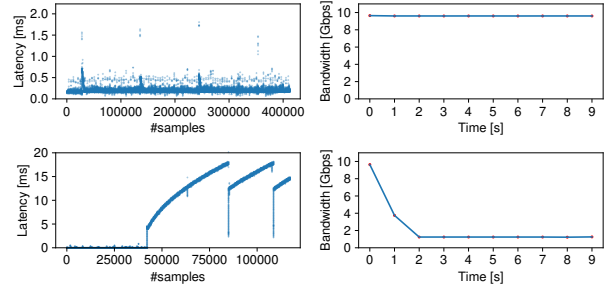 Latency [ms]
2.0
1.5
1.0
0.5
0.0
0 100000 200000 300000 400000
#samples
Bandwidth [Gbps]
10
8
6
4
2
0
0 1 2 3 4 5 6 7 8 9
Time [s]
Latency [ms]
20
15
10
5
0
0 25000 50000 75000 100000
#samples
Bandwidth [Gbps]
10
8
6
4
2
0
0 1 2 3 4 5 6 7 8 9
Time [s]